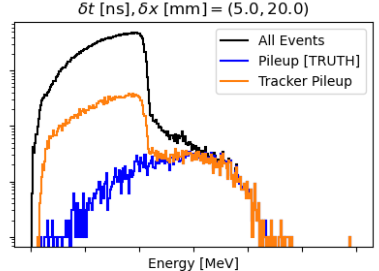 δt [ns], δx [mm] = (5.0, 20.0)
All Events
Pileup [TRUTH]
Tracker Pileup
Energy [MeV]